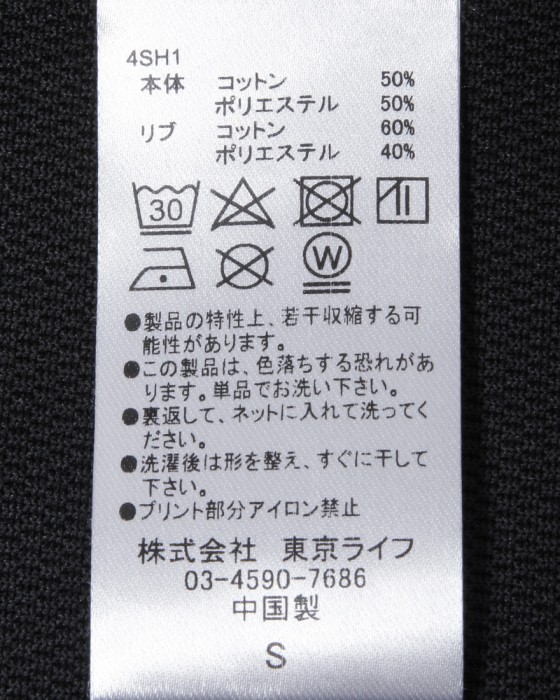 4SH1
本体 コットン 50%
ポリエステル 50%
リブ コットン 60%
ポリエステル 40%
30
W
●製品の特性上、若干収縮する可
能性があります。
●この製品は、色落ちする恐れがあ
ります。単品でお洗い下さい。
●裏返して、ネットに入れて洗ってく
ださい。
●洗濯後は形を整え、すぐに干して
下さい。
●プリント部分アイロン禁止
株式会社 東京ライフ
03-4590-7686
中国製
S